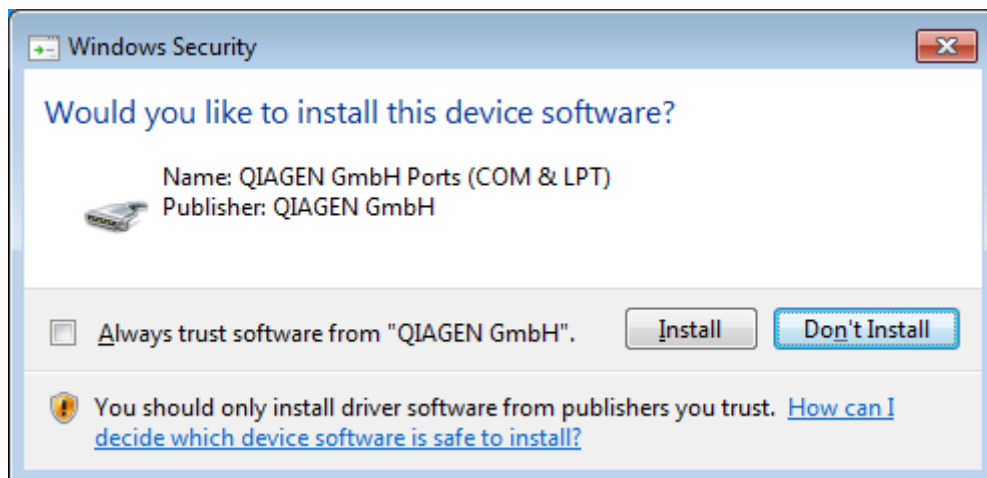 Windows Security
Would you like to install this device software?
Name: QIAGEN GmbH Ports (COM & LPT)
Publisher: QIAGEN GmbH
Always trust software from "QIAGEN GmbH".
Install
Don't Install
You should only install driver software from publishers you trust. How can I
decide which device software is safe to install?